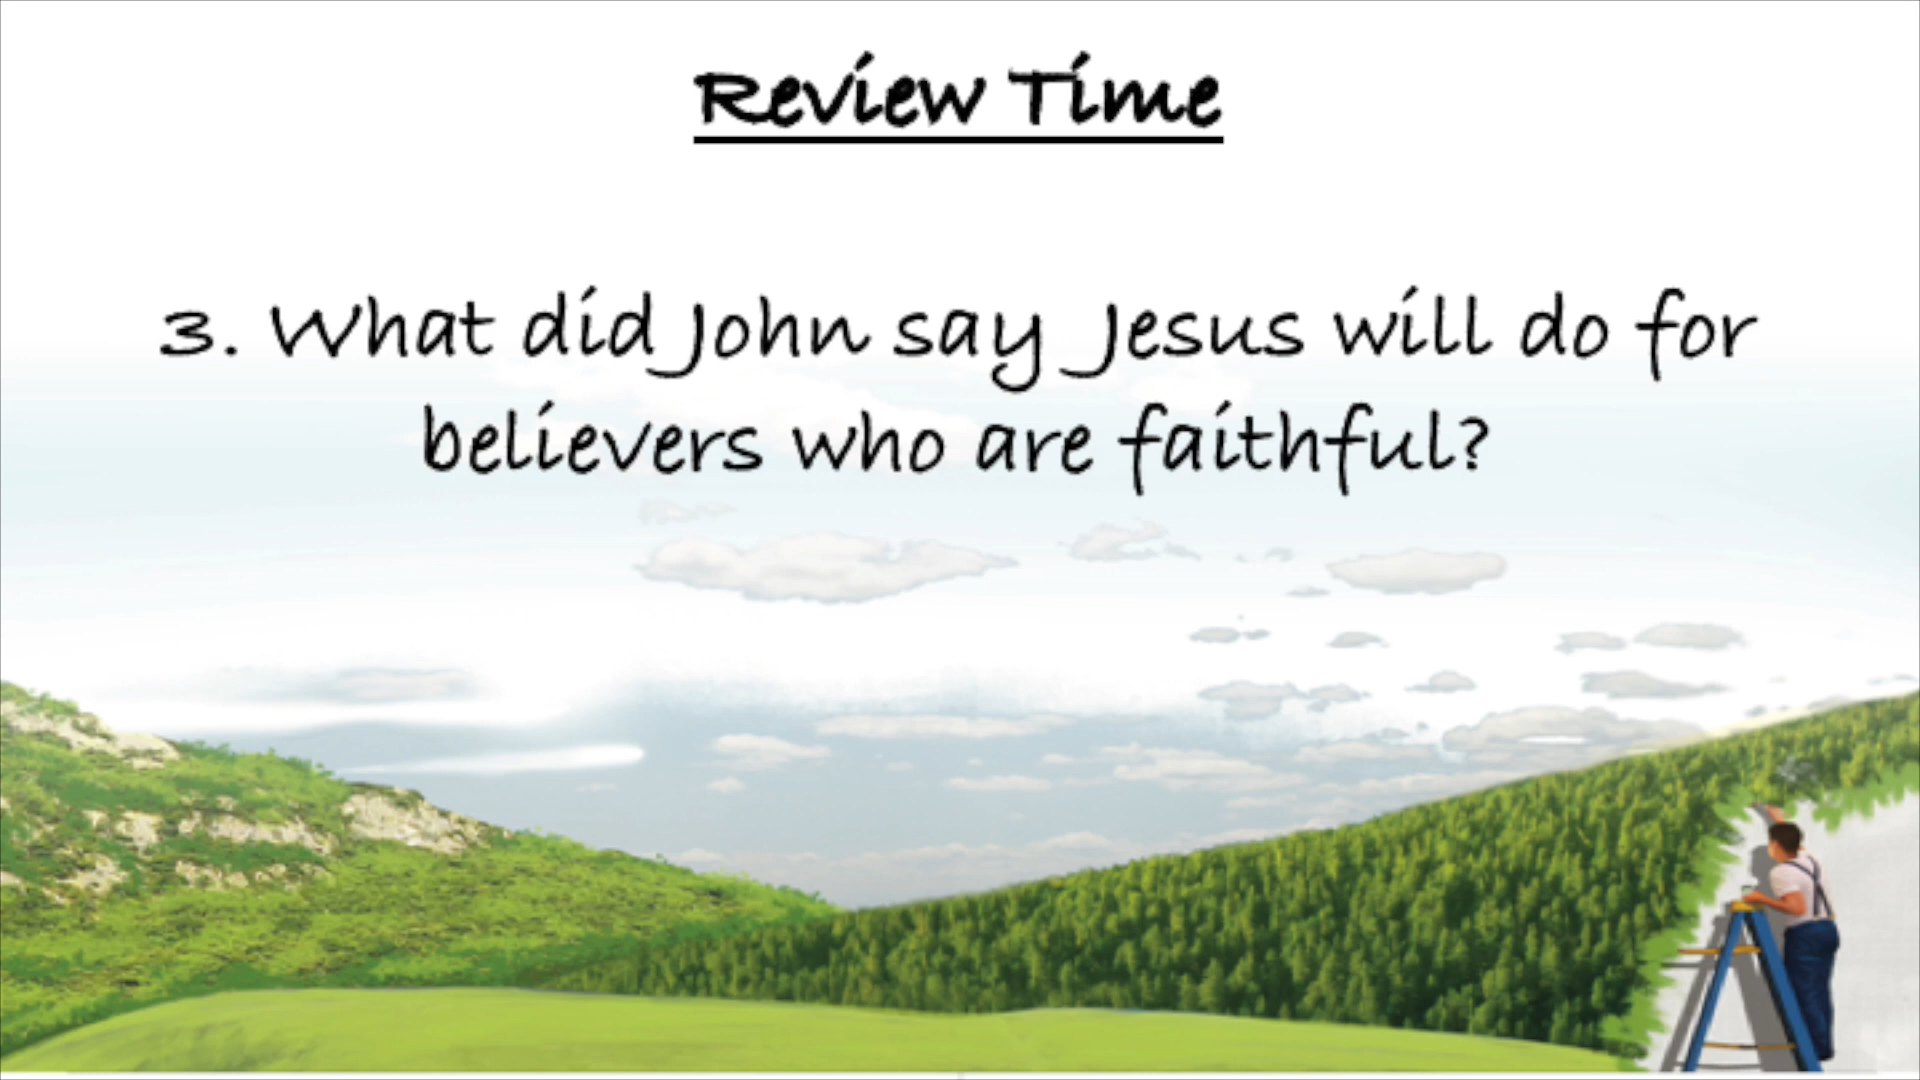 Review Time
3. What did John say Jesus will do for
believers who are faithful?